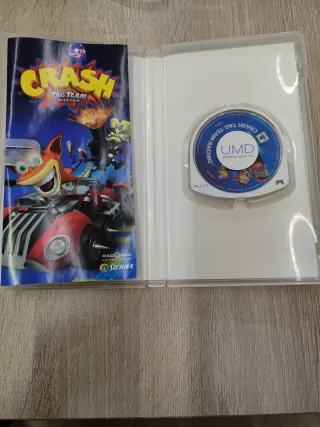 CRASH
TAG TEAM
RACING
RADICAL
SIERRA
CRASH TAG TEAM RACING
UMD